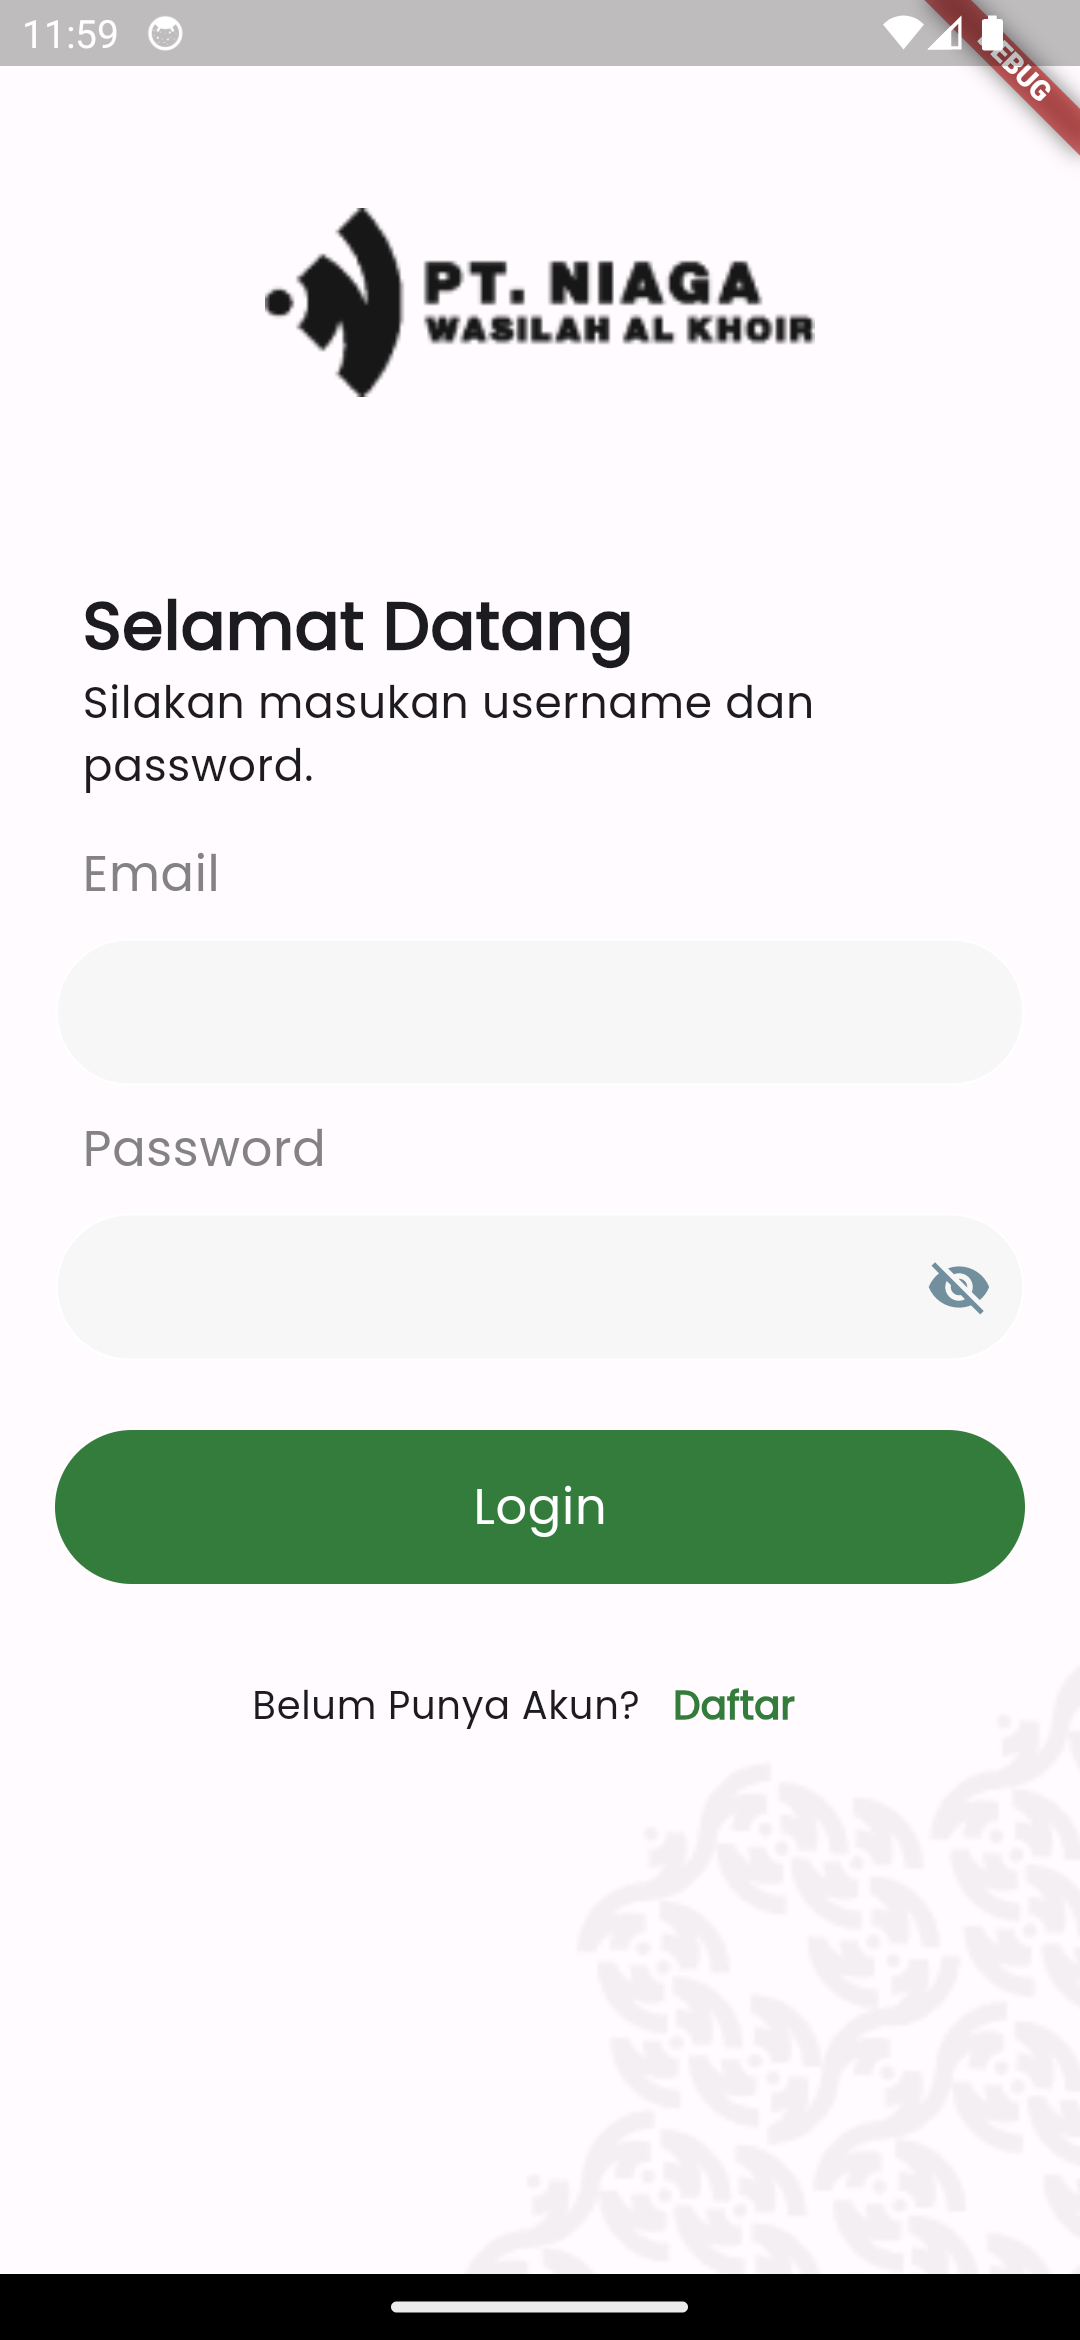 11:59
DEBUG
PT. NIAGA
WASILAH AL KHOIR
Selamat Datang
Silakan masukan username dan
password.
Email
Password
Login
Belum Punya Akun? Daftar